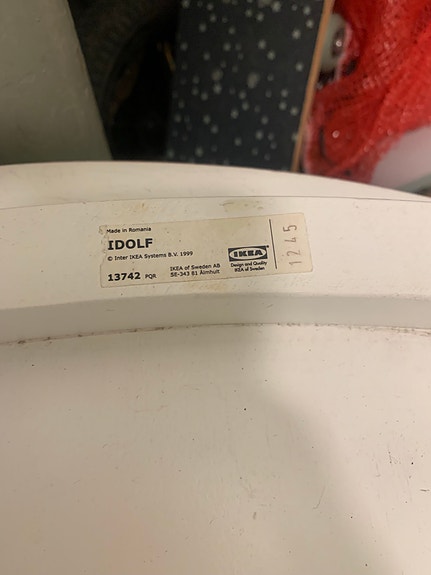 Made in Romania
IDOLF
© Inter IKEA Systems B.V. 1999
13742 PQR
IKEA of Sweden AB
SE-343 81 Älmhult
IKEA
Design and Quality
IKEA of Sweden
1245